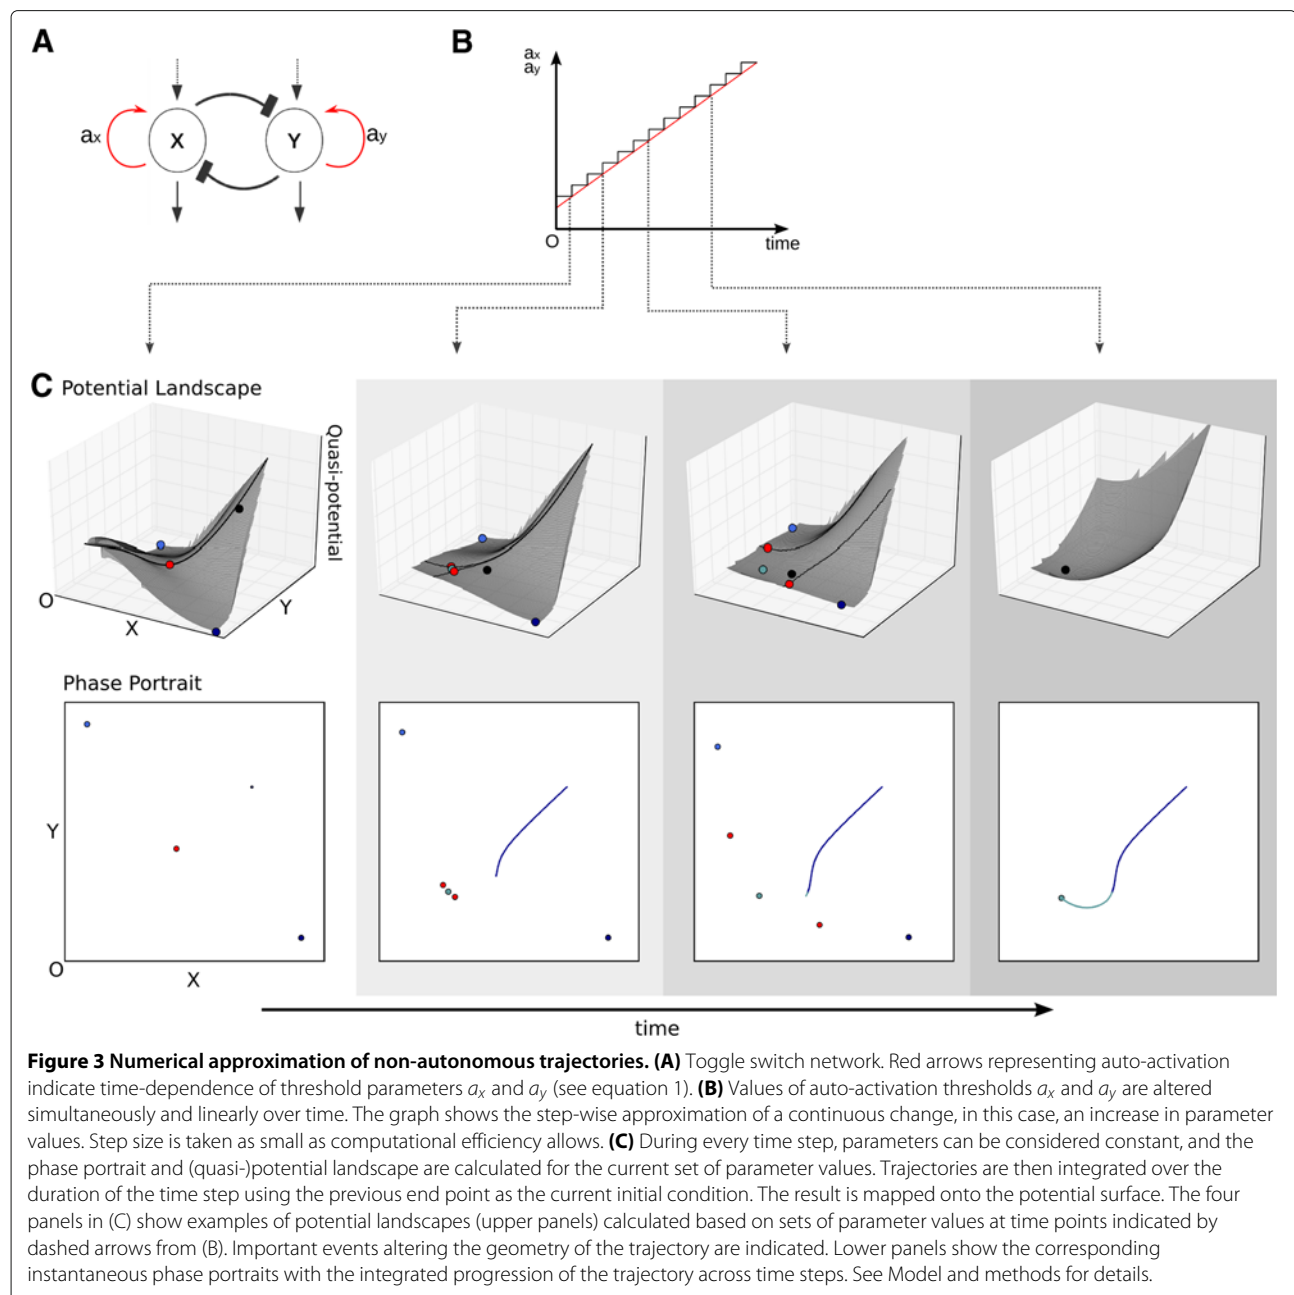 A
B
ax
ay
X
Y
ax
ay
O
time
C Potential Landscape
Quasi-potential
O
X
Y
Phase Portrait
Y
O
X
time
Figure 3 Numerical approximation of non-autonomous trajectories. (A) Toggle switch network. Red arrows representing auto-activation
indicate time-dependence of threshold parameters ax and ay (see equation 1). (B) Values of auto-activation thresholds ax and ay are altered
simultaneously and linearly over time. The graph shows the step-wise approximation of a continuous change, in this case, an increase in parameter
values. Step size is taken as small as computational efficiency allows. (C) During every time step, parameters can be considered constant, and the
phase portrait and (quasi-)potential landscape are calculated for the current set of parameter values. Trajectories are then integrated over the
duration of the time step using the previous end point as the current initial condition. The result is mapped onto the potential surface. The four
panels in (C) show examples of potential landscapes (upper panels) calculated based on sets of parameter values at time points indicated by
dashed arrows from (B). Important events altering the geometry of the trajectory are indicated. Lower panels show the corresponding
instantaneous phase portraits with the integrated progression of the trajectory across time steps. See Model and methods for details.